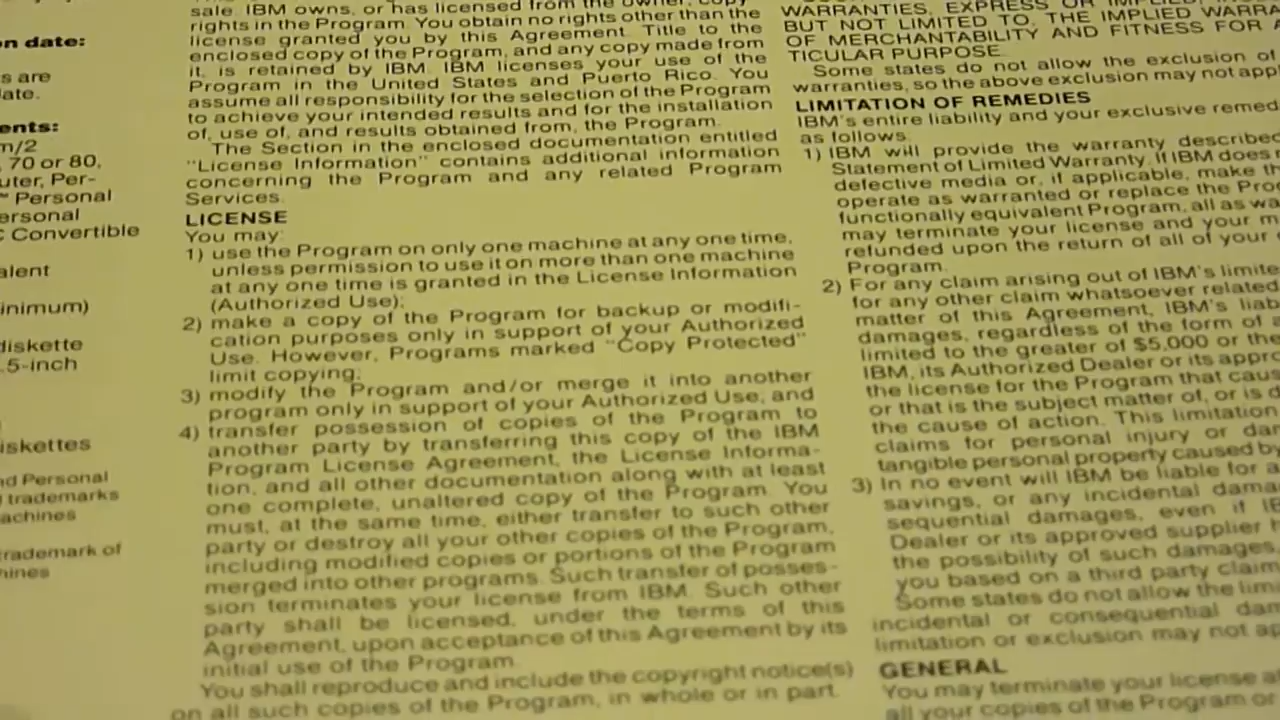 on date:
s are
ate.
ents:
m/2
, 70 or 80,
uter, Per-
™ Personal
ersonal
C Convertible
alent
inimum)
diskette
.5-inch
iskettes
nd Personal
trademarks
achines
trademark of
hines
sale. IBM owns, or has licensed from the owner, copy-
rights in the Program. You obtain no rights other than the
license granted you by this Agreement. Title to the
enclosed copy of the Program, and any copy made from
it, is retained by IBM. IBM licenses your use of the
Program in the United States and Puerto Rico. You
assume all responsibility for the selection of the Program
to achieve your intended results and for the installation
of, use of, and results obtained from, the Program.
The Section in the enclosed documentation entitled
"License Information" contains additional information
concerning the Program and any related Program
Services.
LICENSE
You may:
1) use the Program on only one machine at any one time,
unless permission to use it on more than one machine
at any one time is granted in the License Information
(Authorized Use);
2) make a copy of the Program for backup or modifi-
cation purposes only in support of your Authorized
Use. However, Programs marked "Copy Protected"
limit copying;
3) modify the Program and/or merge it into another
program only in support of your Authorized Use; and
4) transfer possession of copies of the Program to
another party by transferring this copy of the IBM
Program License Agreement, the License Informa-
tion, and all other documentation along with at least
one complete, unaltered copy of the Program. You
must, at the same time, either transfer to such other
party or destroy all your other copies of the Program,
including modified copies or portions of the Program
merged into other programs. Such transfer of posses-
sion terminates your license from IBM. Such other
party shall be licensed, under the terms of this
Agreement, upon acceptance of this Agreement by its
initial use of the Program.
You shall reproduce and include the copyright notice(s)
on all such copies of the Program, in whole or in part.
WARRANTIES, EXPRESS OR IMPLIED, INC
BUT NOT LIMITED TO, THE IMPLIED WARRA
OF MERCHANTABILITY AND FITNESS FOR A
TICULAR PURPOSE.
Some states do not allow the exclusion of
warranties, so the above exclusion may not appl
LIMITATION OF REMEDIES
IBM's entire liability and your exclusive remed
as follows:
1) IBM will provide the warranty described
Statement of Limited Warranty. If IBM does n
defective media or, if applicable, make th
operate as warranted or replace the Prog
functionally equivalent Program, all as wa
may terminate your license and your m
refunded upon the return of all of your
Program.
2) For any claim arising out of IBM's limite
for any other claim whatsoever related
matter of this Agreement, IBM's liab
damages, regardless of the form of a
limited to the greater of $5,000 or the
IBM, its Authorized Dealer or its appro
the license for the Program that caus
or that is the subject matter of, or is d
the cause of action. This limitation
claims for personal injury or dam
tangible personal property caused by
3) In no event will IBM be liable for a
savings, or any incidental dama
sequential damages, even if IB
Dealer or its approved supplier h
the possibility of such damages,
you based on a third party claim
Some states do not allow the limi
incidental or consequential dam
limitation or exclusion may not ap
GENERAL
You may terminate your license at
all your copies of the Program or